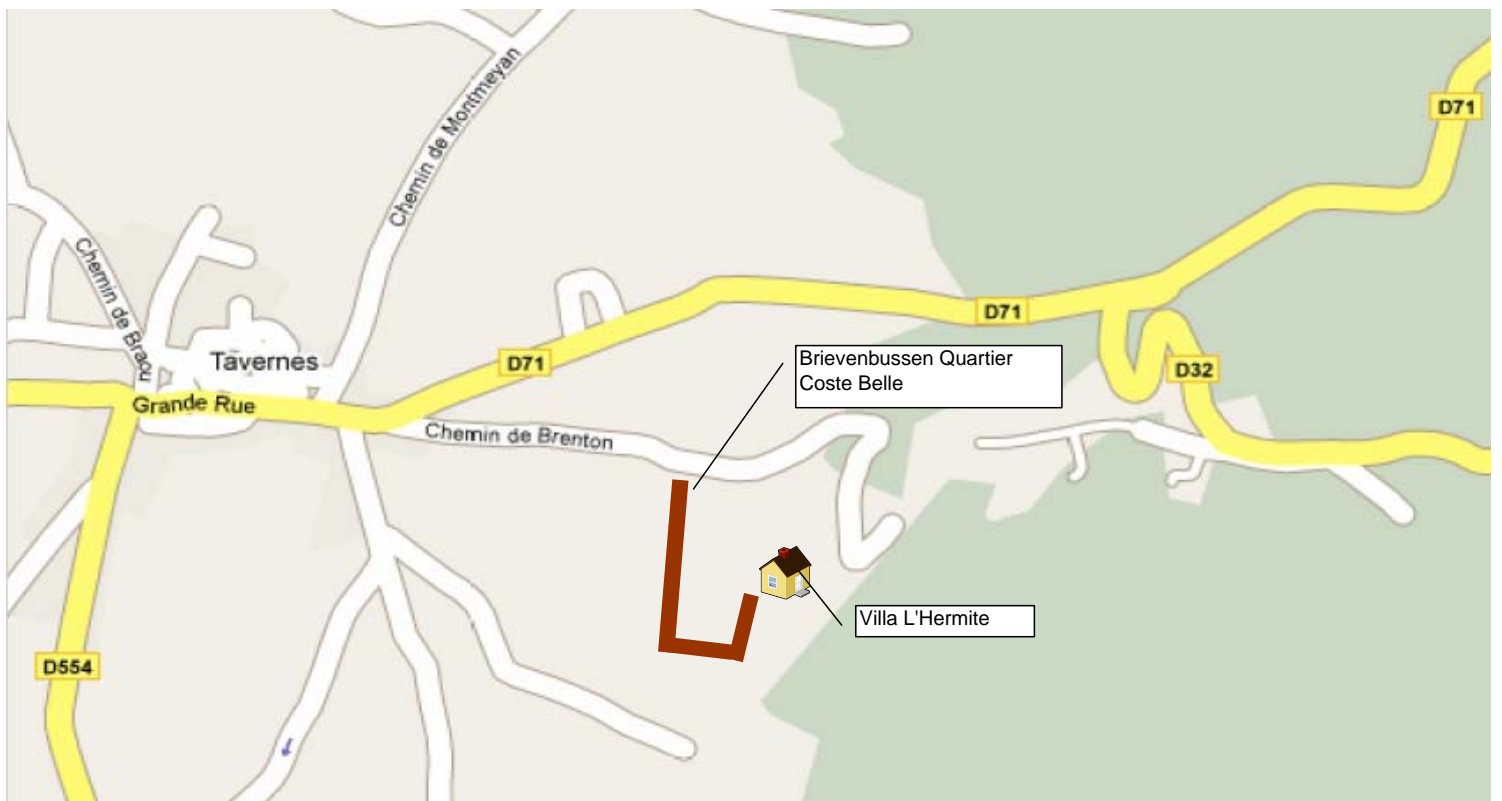 Chemin de Montmeyan
D71
Chemin de Braou
D71
Tavernes
D71
Brievenbussen Quartier
Coste Belle
D32
Grande Rue
Chemin de Brenton
Villa L'Hermite
D554